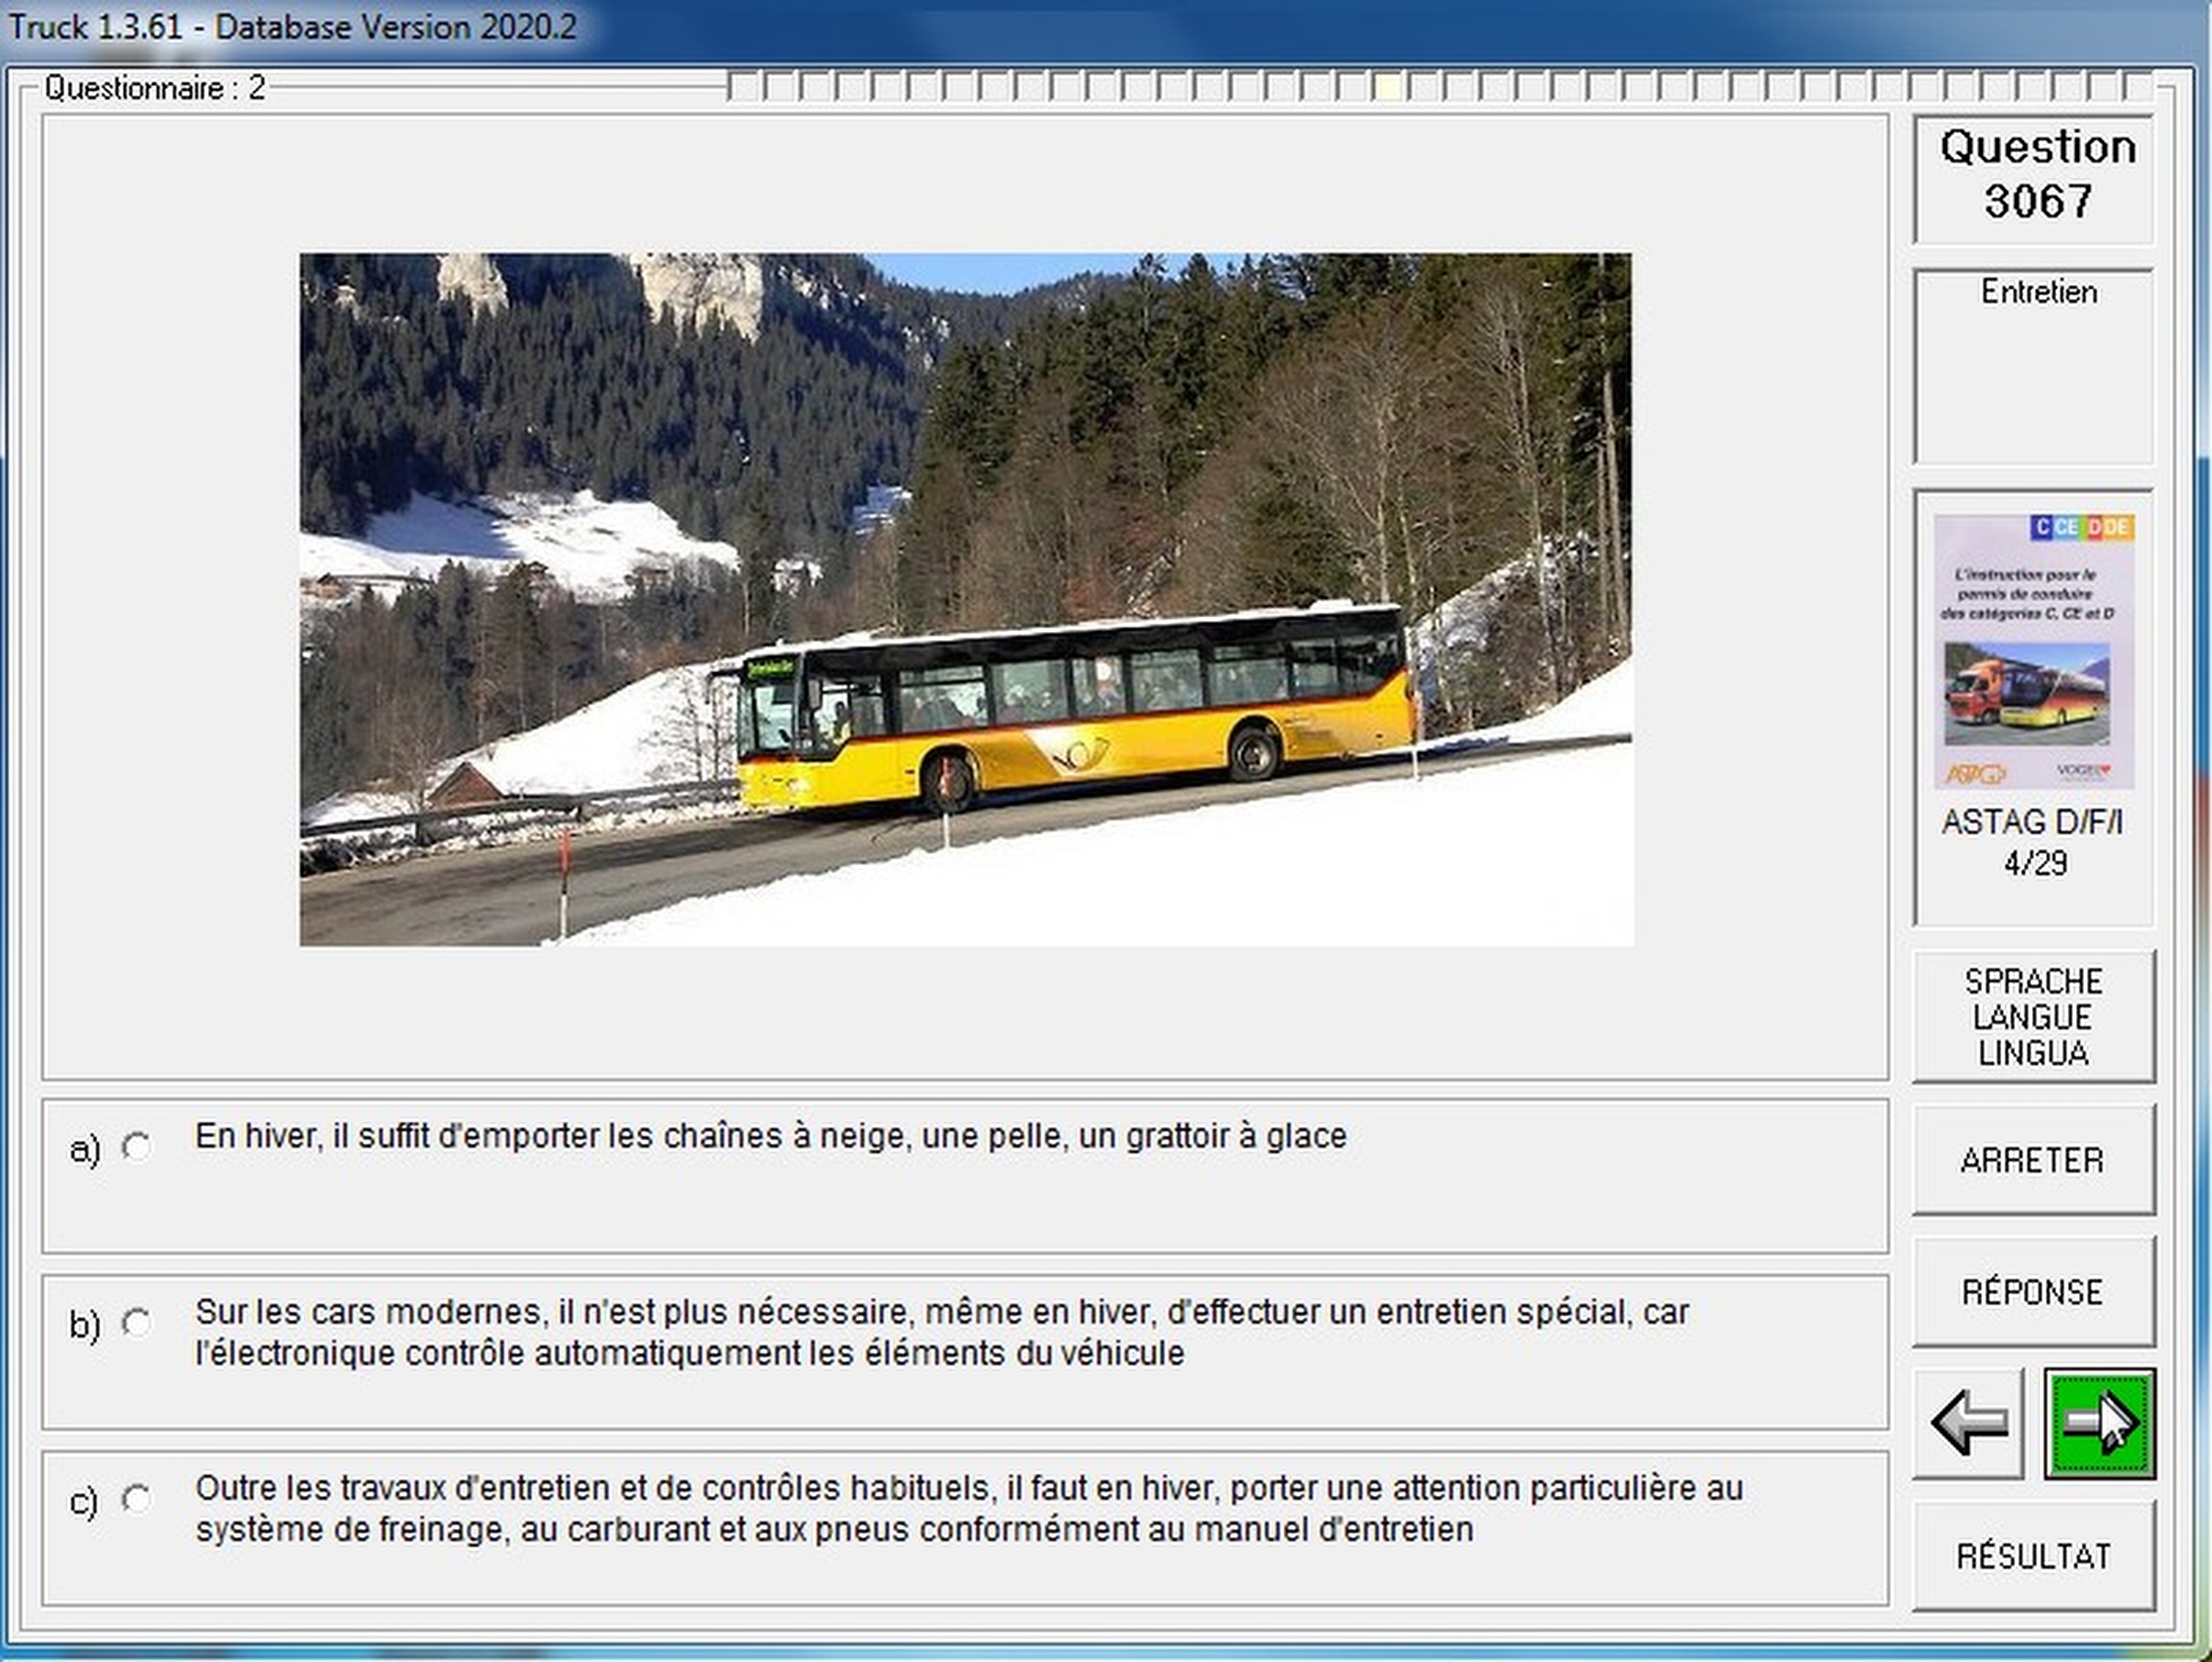 Truck 1.3.61 - Database Version 2020.2
Questionnaire : 2
Question
3067
Entretien
C CE D DE
L'instruction pour le
permis de conduire
des catégories C, CE et D
ASTAG
VOGEL
ASTAG D/F/I
4/29
SPRACHE
LANGUE
LINGUA
ARRETER
RÉPONSE
RÉSULTAT
a) En hiver, il suffit d'emporter les chaînes à neige, une pelle, un grattoir à glace
b) Sur les cars modernes, il n'est plus nécessaire, même en hiver, d'effectuer un entretien spécial, car
l'électronique contrôle automatiquement les éléments du véhicule
c) Outre les travaux d'entretien et de contrôles habituels, il faut en hiver, porter une attention particulière au
système de freinage, au carburant et aux pneus conformément au manuel d'entretien